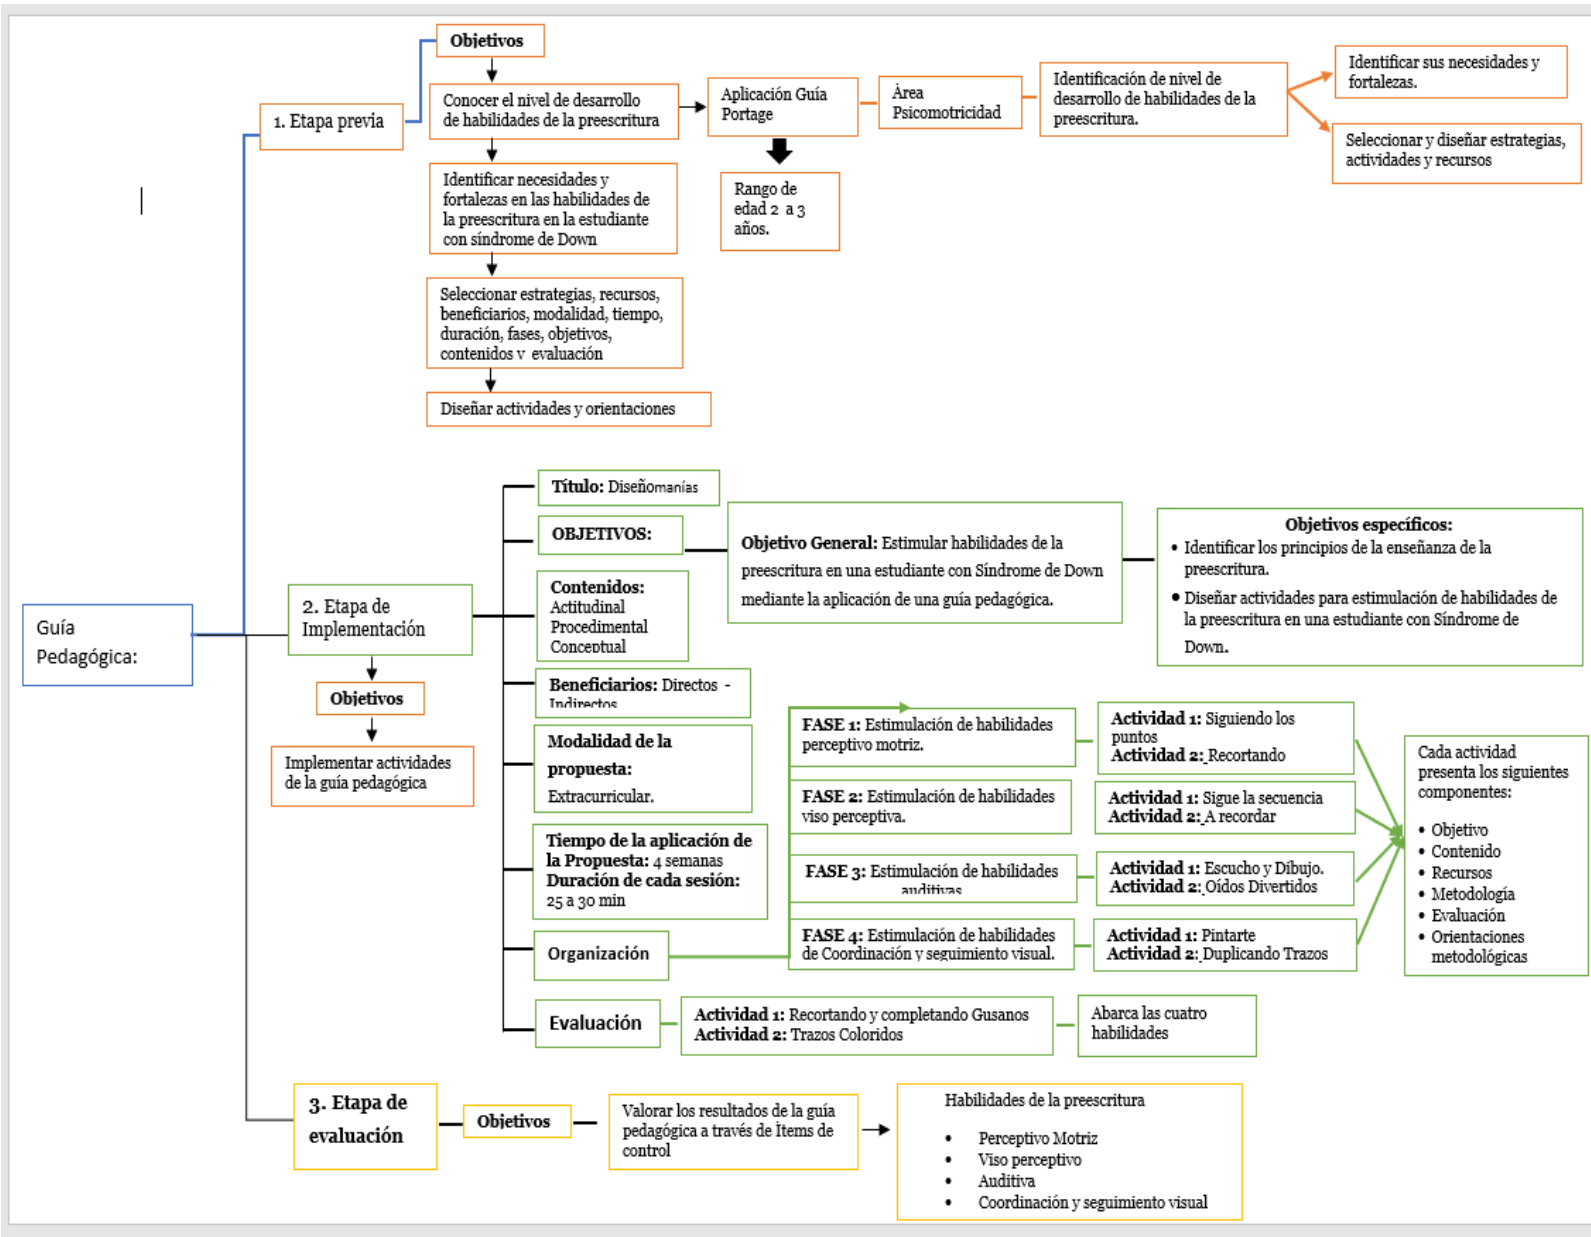 Guía
Pedagógica:
1. Etapa previa
Objetivos
Conocer el nivel de desarrollo
de habilidades de la preescritura
Identificar necesidades y
fortalezas en las habilidades de
la preescritura en la estudiante
con síndrome de Down
Seleccionar estrategias, recursos,
beneficiarios, modalidad, tiempo,
duración, fases, objetivos,
contenidos y evaluación
Diseñar actividades y orientaciones
Aplicación Guía
Portage
Rango de
edad 2 a 3
años.
Área
Psicomotricidad
Identificación de nivel de
desarrollo de habilidades de la
preescritura.
Identificar sus necesidades y
fortalezas.
Seleccionar y diseñar estrategias,
actividades y recursos
2. Etapa de
Implementación
Objetivos
Implementar actividades
de la guía pedagógica
Título: Diseñomanías
OBJETIVOS:
Objetivo General: Estimular habilidades de la
preescritura en una estudiante con Síndrome de Down
mediante la aplicación de una guía pedagógica.
Objetivos específicos:
• Identificar los principios de la enseñanza de la
preescritura.
• Diseñar actividades para estimulación de habilidades de
la preescritura en una estudiante con Síndrome de
Down.
Contenidos:
Actitudinal
Procedimental
Conceptual
Beneficiarios: Directos -
Indirectos
Modalidad de la
propuesta:
Extracurricular.
Tiempo de la aplicación de
la Propuesta: 4 semanas
Duración de cada sesión:
25 a 30 min
Organización
FASE 1: Estimulación de habilidades
perceptivo motriz.
Actividad 1: Siguiendo los
puntos
Actividad 2: Recortando
FASE 2: Estimulación de habilidades
viso perceptiva.
Actividad 1: Sigue la secuencia
Actividad 2: A recordar
FASE 3: Estimulación de habilidades
auditivas
Actividad 1: Escucho y Dibujo.
Actividad 2: Oídos Divertidos
FASE 4: Estimulación de habilidades
de Coordinación y seguimiento visual.
Actividad 1: Pintarte
Actividad 2: Duplicando Trazos
Cada actividad
presenta los siguientes
componentes:
• Objetivo
• Contenido
• Recursos
• Metodología
• Evaluación
• Orientaciones
metodológicas
Evaluación
Actividad 1: Recortando y completando Gusanos
Actividad 2: Trazos Coloridos
Abarca las cuatro
habilidades
3. Etapa de
evaluación
Objetivos
Valorar los resultados de la guía
pedagógica a través de Ítems de
control
Habilidades de la preescritura
• Perceptivo Motriz
• Viso perceptivo
• Auditiva
• Coordinación y seguimiento visual